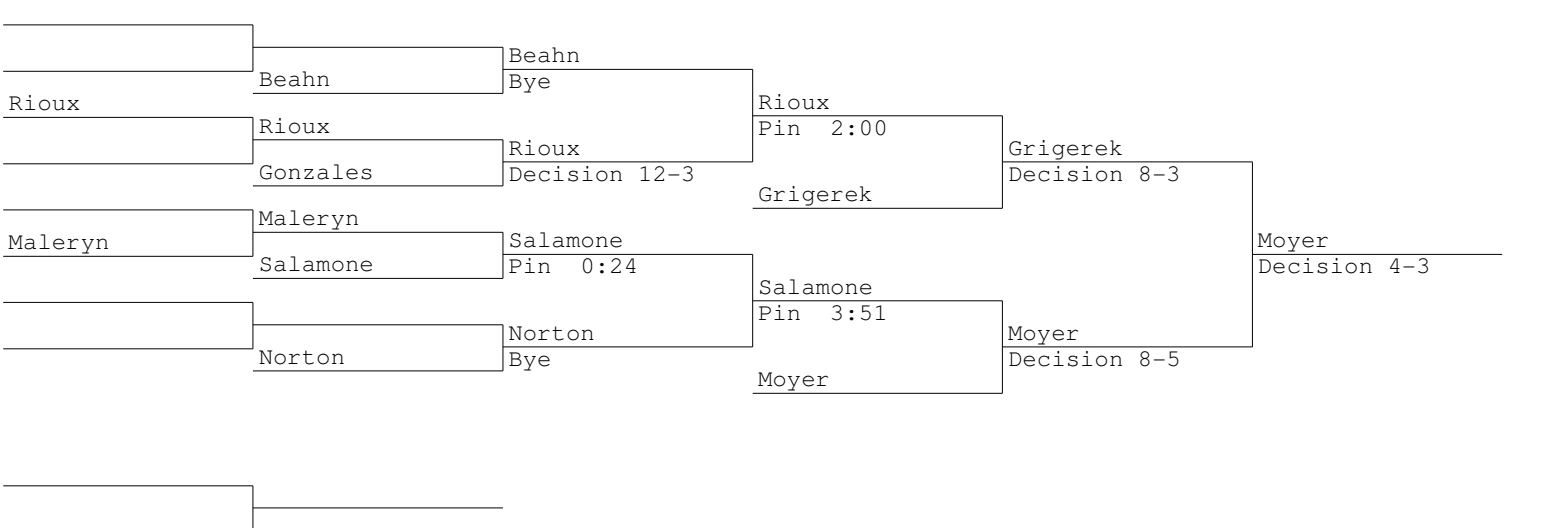 Beahn
Beahn
Bye
Rioux
Rioux
Pin 2:00
Rioux
Rioux
Grigerek
Gonzales
Decision 12-3
Decision 8-3
Grigerek
Maleryn
Maleryn
Salamone
Moyer
Salamone
Pin 0:24
Decision 4-3
Salamone
Pin 3:51
Norton
Moyer
Norton
Bye
Decision 8-5
Moyer